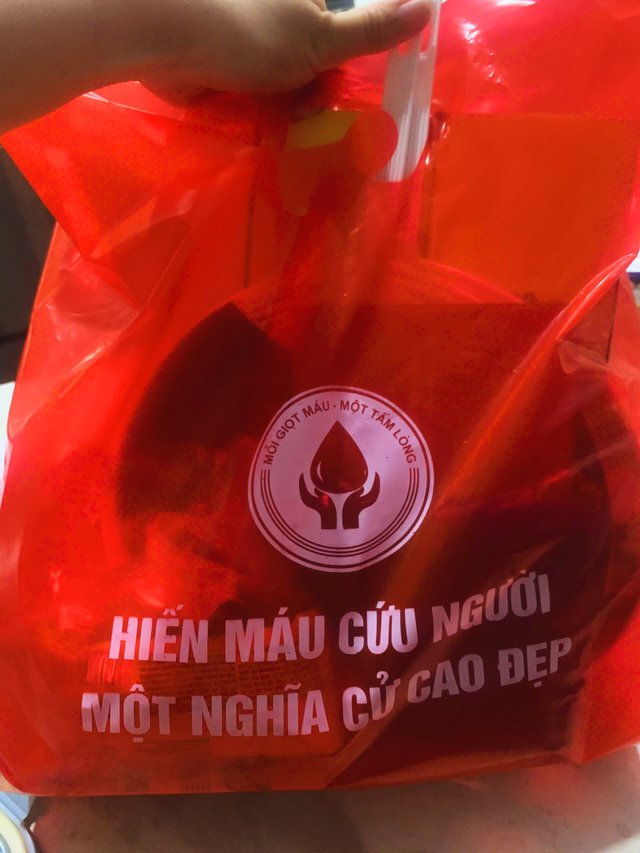 MỖI GIỌT MÁU - MỘT TẤM LÒNG
HIẾN MÁU CỨU NGƯỜI
MỘT NGHĨA CỬ CAO ĐẸP